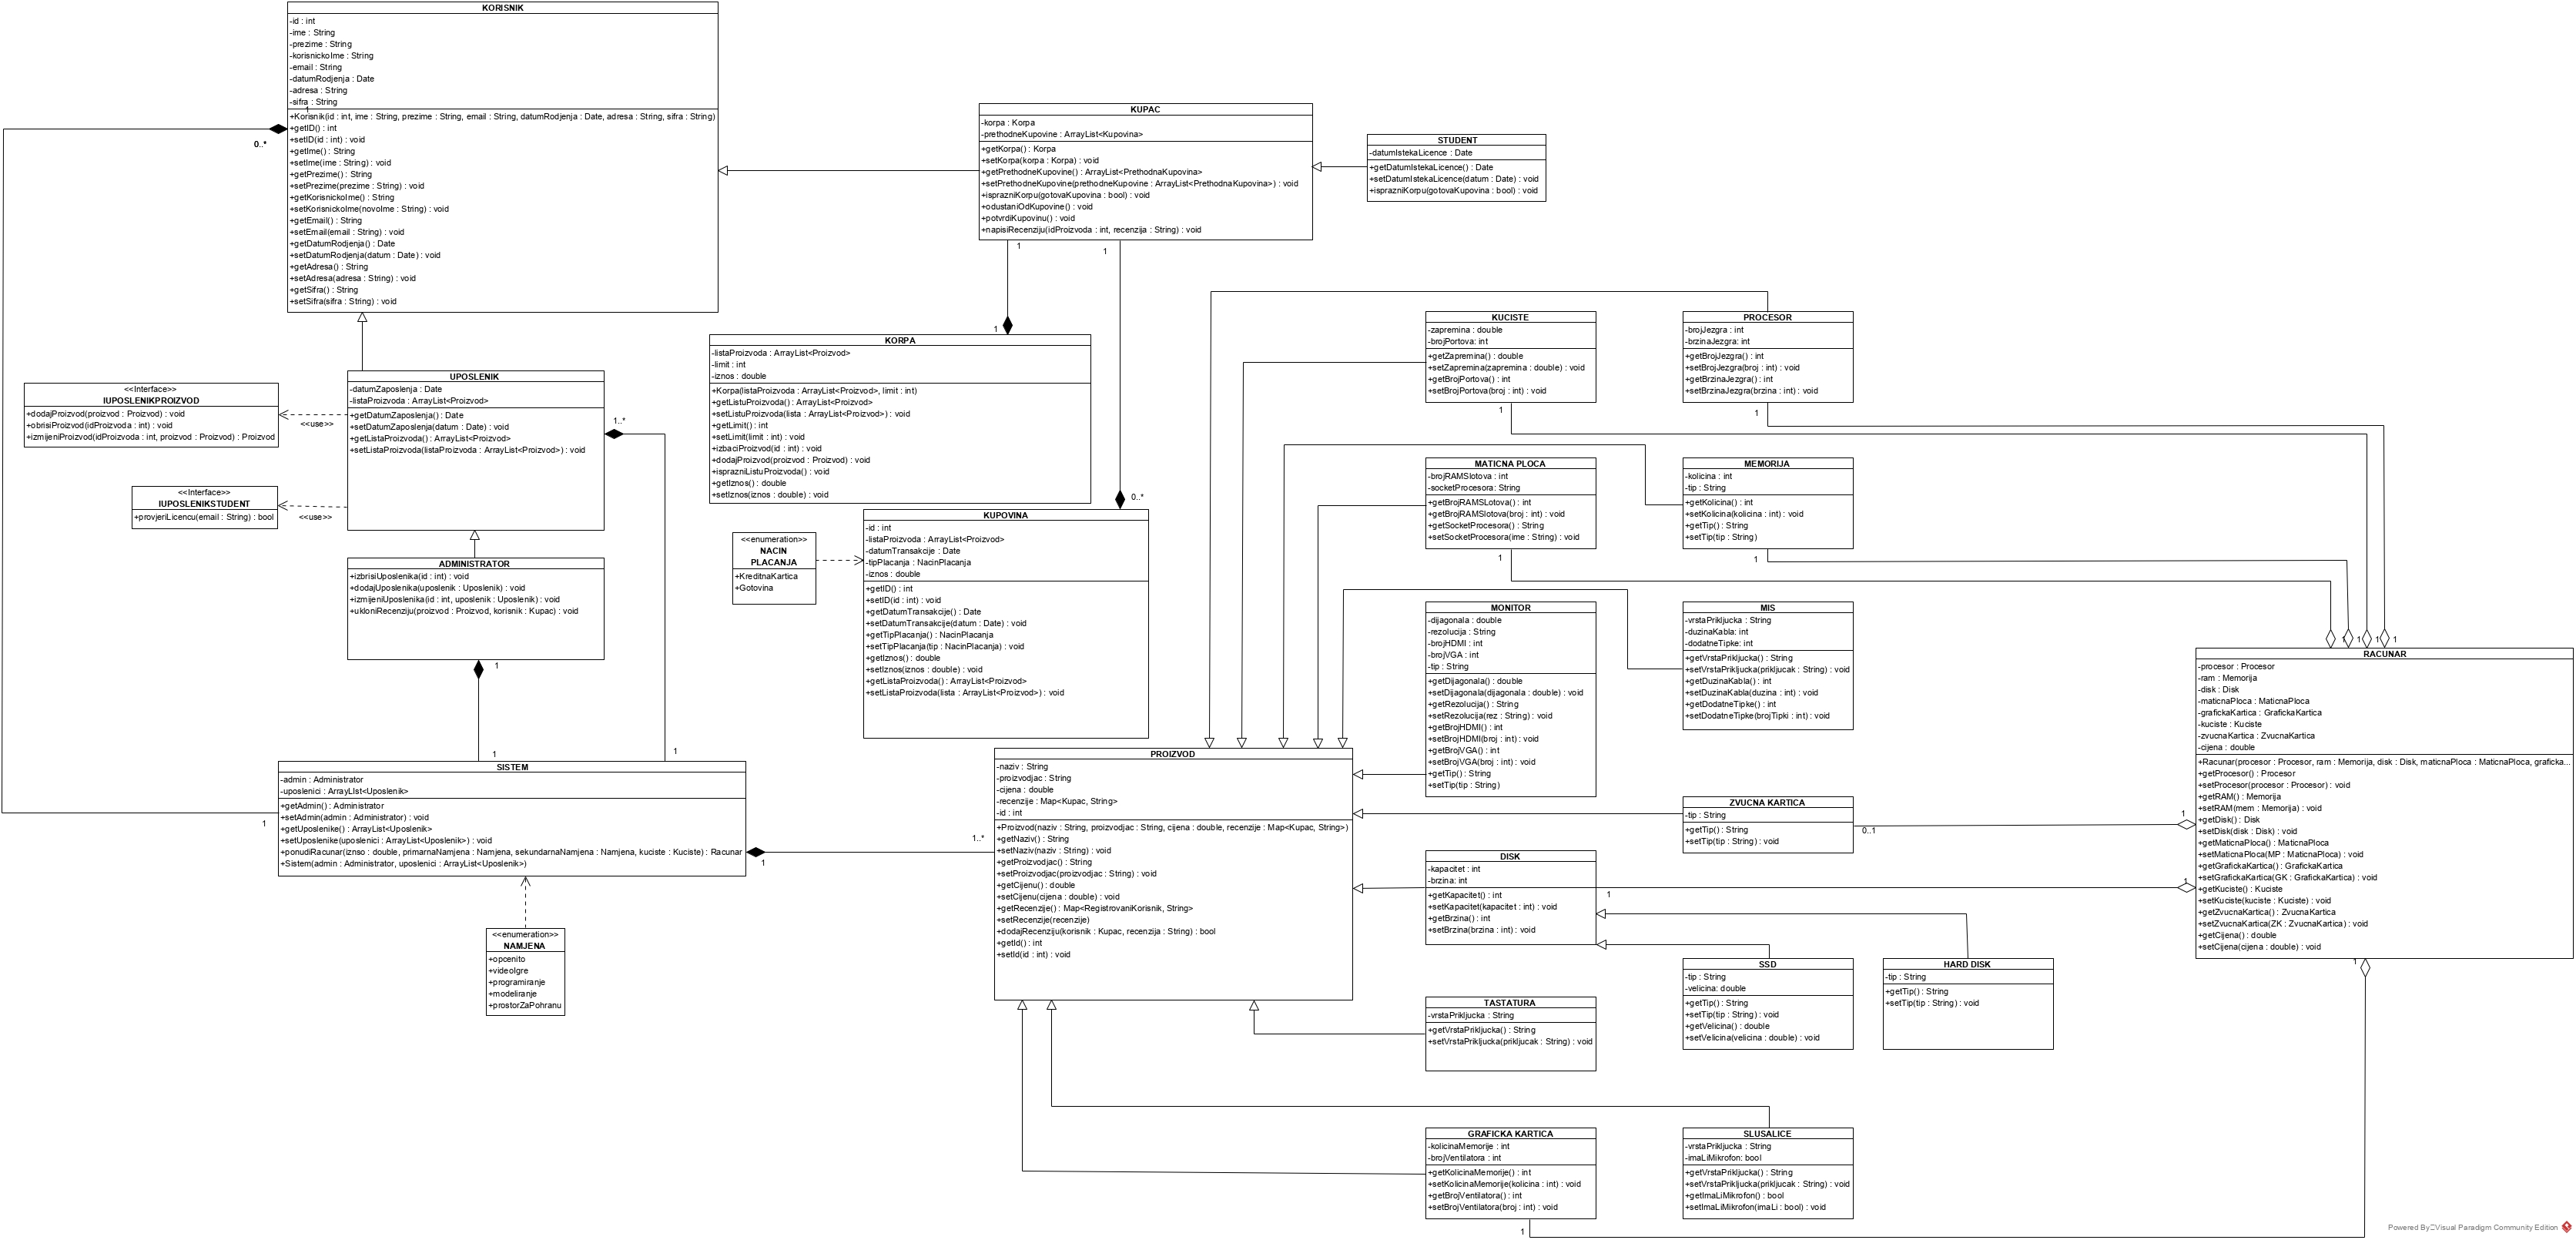 KORISNIK
-id : int
-ime : String
-prezime : String
-korisnickoIme : String
-email : String
-datumRodjenja : Date
-adresa : String
-sifra : String
1
+Korisnik(id : int, ime : String, prezime : String, email : String, datumRodjenja : Date, adresa : String, sifra : String)
+getID() : int
+setID(id : int) : void
+getIme() : String
+setIme(ime : String) : void
+getPrezime() : String
+setPrezime(prezime : String) : void
+getKorisnickoIme() : String
+setKorisnickoIme(novoIme : String) : void
+getEmail() : String
+setEmail(email : String) : void
+getDatumRodjenja() : Date
+setDatumRodjenja(datum : Date) : void
+getAdresa() : String
+setAdresa(adresa : String) : void
+getSifra() : String
+setSifra(sifra : String) : void
0..*
KUPAC
-korpa : Korpa
-prethodneKupovine : ArrayList<Kupovina>
+getKorpa() : Korpa
+setKorpa(korpa : Korpa) : void
+getPrethodneKupovine() : ArrayList<PrethodnaKupovina>
+setPrethodneKupovine(prethodneKupovine : ArrayList<PrethodnaKupovina>) : void
+isprazniKorpu(gotovaKupovina : bool) : void
+odustaniOdKupovine() : void
+potvrdiKupovinu() : void
+napisiRecenziju(idProizvoda : int, recenzija : String) : void
1
1
STUDENT
-datumIstekaLicence : Date
+getDatumIstekaLicence() : Date
+setDatumIstekaLicence(datum : Date) : void
+isprazniKorpu(gotovaKupovina : bool) : void
1
KORPA
-listaProizvoda : ArrayList<Proizvod>
-limit : int
-iznos : double
+Korpa(listaProizvoda : ArrayList<Proizvod>, limit : int)
+getListuProizvoda() : ArrayList<Proizvod>
+setListuProizvoda(lista : ArrayList<Proizvod>) : void
+getLimit() : int
+setLimit(limit : int) : void
+izbaciProizvod(id : int) : void
+dodajProizvod(proizvod : Proizvod) : void
+isprazniListuProizvoda() : void
+getIznos() : double
+setIznos(iznos : double) : void
<<Interface>>
IUPOSLENIKPROIZVOD
+dodajProizvod(proizvod : Proizvod) : void
+obrisiProizvod(idProizvoda : int) : void
+izmijeniProizvod(idProizvoda : int, proizvod : Proizvod) : Proizvod
<<use>>
<<Interface>>
IUPOSLENIKSTUDENT
+provjeriLicencu(email : String) : bool
<<use>>
UPOSLENIK
-datumZaposlenja : Date
-listaProizvoda : ArrayList<Proizvod>
+getDatumZaposlenja() : Date
+setDatumZaposlenja(datum : Date) : void
+getListaProizvoda() : ArrayList<Proizvod>
+setListaProizvoda(listaProizvoda : ArrayList<Proizvod>) : void
1..*
ADMINISTRATOR
+izbrisiUposlenika(id : int) : void
+dodajUposlenika(uposlenik : Uposlenik) : void
+izmijeniUposlenika(id : int, uposlenik : Uposlenik) : void
+ukloniRecenziju(proizvod : Proizvod, korisnik : Kupac) : void
1
1
1
1
SISTEM
-admin : Administrator
-uposlenici : ArrayLIst<Uposlenik>
+getAdmin() : Administrator
+setAdmin(admin : Administrator) : void
+getUposlenike() : ArrayList<Uposlenik>
+setUposlenike(uposlenici : ArrayList<Uposlenik>) : void
+ponudiRacunar(iznso : double, primarnaNamjena : Namjena, sekundarnaNamjena : Namjena, kuciste : Kuciste) : Racunar
+Sistem(admin : Administrator, uposlenici : ArrayList<Uposlenik>)
1
1..*
<<enumeration>>
NAMJENA
+opcenito
+videoIgre
+programiranje
+modeliranje
+prostorZaPohranu
<<enumeration>>
NACIN
PLACANJA
+KreditnaKartica
+Gotovina
0..*
KUPOVINA
-id : int
-listaProizvoda : ArrayList<Proizvod>
-datumTransakcije : Date
-tipPlacanja : NacinPlacanja
-iznos : double
+getID() : int
+setID(id : int) : void
+getDatumTransakcije() : Date
+setDatumTransakcije(datum : Date) : void
+getTipPlacanja() : NacinPlacanja
+setTipPlacanja(tip : NacinPlacanja) : void
+getIznos() : double
+setIznos(iznos : double) : void
+getListaProizvoda() : ArrayList<Proizvod>
+setListaProizvoda(lista : ArrayList<Proizvod>) : void
PROIZVOD
-naziv : String
-proizvodjac : String
-cijena : double
-recenzije : Map<Kupac, String>
-id : int
+Proizvod(naziv : String, proizvodjac : String, cijena : double, recenzije : Map<Kupac, String>)
+getNaziv() : String
+setNaziv(naziv : String) : void
+getProizvodjac() : String
+setProizvodjac(proizvodjac : String) : void
+getCijenu() : double
+setCijenu(cijena : double) : void
+getRecenzije() : Map<RegistrovaniKorisnik, String>
+setRecenzije(recenzije)
+dodajRecenziju(korisnik : Kupac, recenzija : String) : bool
+getId() : int
+setId(id : int) : void
KUCISTE
-zapremina : double
-brojPortova: int
+getZapremina() : double
+setZapremina(zapremina : double) : void
+getBrojPortova() : int
+setBrojPortova(broj : int) : void
1
PROCESOR
-brojJezgra : int
-brzinaJezgra: int
+getBrojJezgra() : int
+setBrojJezgra(broj : int) : void
+getBrzinaJezgra() : int
+setBrzinaJezgra(brzina : int) : void
1
MATICNA PLOCA
-brojRAMSlotova : int
-socketProcesora: String
+getBrojRAMSLotova() : int
+getBrojRAMSlotova(broj : int) : void
+getSocketProcesora() : String
+setSocketProcesora(ime : String) : void
1
MEMORIJA
-kolicina : int
-tip : String
+getKolicina() : int
+setKolicina(kolicina : int) : void
+getTip() : String
+setTip(tip : String)
1
MONITOR
-dijagonala : double
-rezolucija : String
-brojHDMI : int
-brojVGA : int
-tip : String
+getDijagonala() : double
+setDijagonala(dijagonala : double) : void
+getRezolucija() : String
+setRezolucija(rez : String) : void
+getBrojHDMI() : int
+setBrojHDMI(broj : int) : void
+getBrojVGA() : int
+setBrojVGA(broj : int) : void
+getTip() : String
+setTip(tip : String)
MIS
-vrstaPrikljucka : String
-duzinaKabla: int
-dodatneTipke: int
+getVrstaPrikljucka() : String
+setVrstaPrikljucka(prikljucak : String) : void
+getDuzinaKabla() : int
+setDuzinaKabla(duzina : int) : void
+getDodatneTipke() : int
+setDodatneTipke(brojTipki : int) : void
ZVUCNA KARTICA
-tip : String
+getTip() : String
+setTip(tip : String) : void
0..1
DISK
-kapacitet : int
-brzina: int
+getKapacitet() : int
+setKapacitet(kapacitet : int) : void
+getBrzina() : int
+setBrzina(brzina : int) : void
1
SSD
-tip : String
-velicina: double
+getTip() : String
+setTip(tip : String) : void
+getVelicina() : double
+setVelicina(velicina : double) : void
HARD DISK
-tip : String
+getTip() : String
+setTip(tip : String) : void
TASTATURA
-vrstaPrikljucka : String
+getVrstaPrikljucka() : String
+setVrstaPrikljucka(prikljucak : String) : void
GRAFICKA KARTICA
-kolicinaMemorije : int
-brojVentilatora : int
+getKolicinaMemorije() : int
+setKolicinaMemorije(kolicina : int) : void
+getBrojVentilatora() : int
+setBrojVentilatora(broj : int) : void
1
SLUSALICE
-vrstaPrikljucka : String
-imaLiMikrofon: bool
+getVrstaPrikljucka() : String
+setVrstaPrikljucka(prikljucak : String) : void
+getImaLiMikrofon() : bool
+setImaLiMikrofon(imaLi : bool) : void
1
1
1
1
RACUNAR
-procesor : Procesor
-ram : Memorija
-disk : Disk
-maticnaPloca : MaticnaPloca
-grafickaKartica : GrafickaKartica
-kuciste : Kuciste
-zvucnaKartica : ZvucnaKartica
-cijena : double
+Racunar(procesor : Procesor, ram : Memorija, disk : Disk, maticnaPloca : MaticnaPloca, graficka...
+getProcesor() : Procesor
+setProcesor(procesor : Procesor) : void
+getRAM() : Memorija
+setRAM(mem : Memorija) : void
+getDisk() : Disk
+setDisk(disk : Disk) : void
+getMaticnaPloca() : MaticnaPloca
+setMaticnaPloca(MP : MaticnaPloca) : void
+getGrafickaKartica() : GrafickaKartica
+setGrafickaKartica(GK : GrafickaKartica) : void
+getKuciste() : Kuciste
+setKuciste(kuciste : Kuciste) : void
+getZvucnaKartica() : ZvucnaKartica
+setZvucnaKartica(ZK : ZvucnaKartica) : void
+getCijena() : double
+setCijena(cijena : double) : void
1
1
1
Powered By Visual Paradigm Community Edition